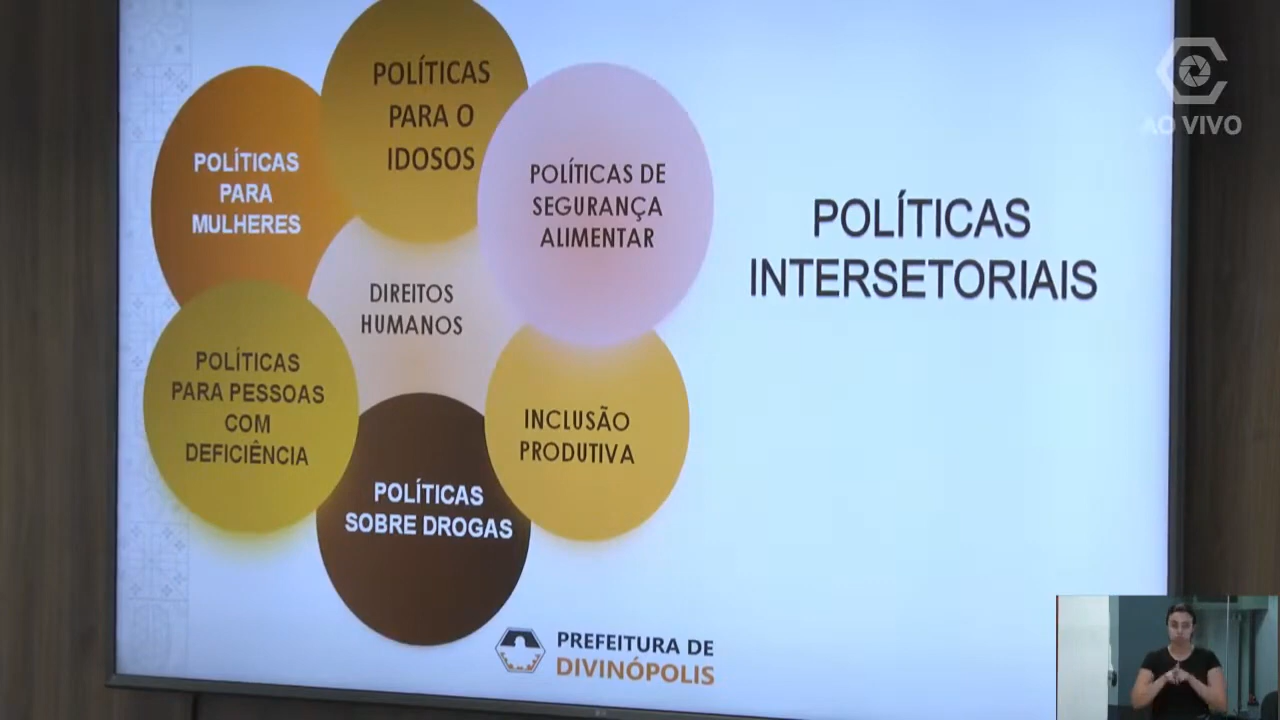 POLÍTICAS
PARA O
IDOSOS
POLÍTICAS
PARA
MULHERES
POLÍTICAS DE
SEGURANÇA
ALIMENTAR
DIREITOS
HUMANOS
POLÍTICAS
PARA PESSOAS
COM
DEFICIÊNCIA
INCLUSÃO
PRODUTIVA
POLÍTICAS
SOBRE DROGAS
POLÍTICAS
INTERSETORIAIS
PREFEITURA DE
DIVINÓPOLIS
AO VIVO